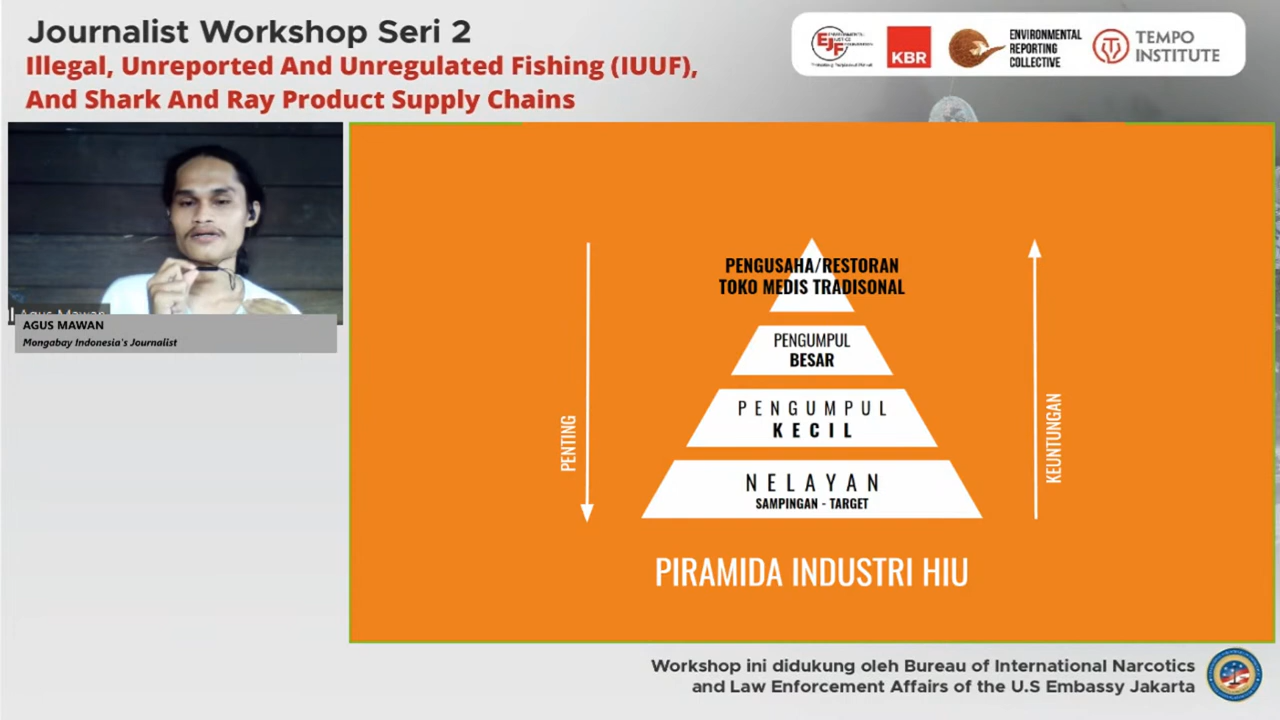 Journalist Workshop Seri 2
Illegal, Unreported And Unregulated Fishing (IUUF),
And Shark And Ray Product Supply Chains
EJF
KBR
ENVIRONMENTAL
REPORTING
COLLECTIVE
TEMPO
INSTITUTE
Agus Mawan
AGUS MAWAN
Mongabay Indonesia's Journalist
PENGUSAHA/RESTORAN
TOKO MEDIS TRADISONAL
PENGUMPUL
BESAR
PENGUMPUL
KECIL
NELAYAN
SAMPINGAN - TARGET
PENTING
KEUNTUNGAN
PIRAMIDA INDUSTRI HIU
Workshop ini didukung oleh Bureau of International Narcotics
and Law Enforcement Affairs of the U.S Embassy Jakarta